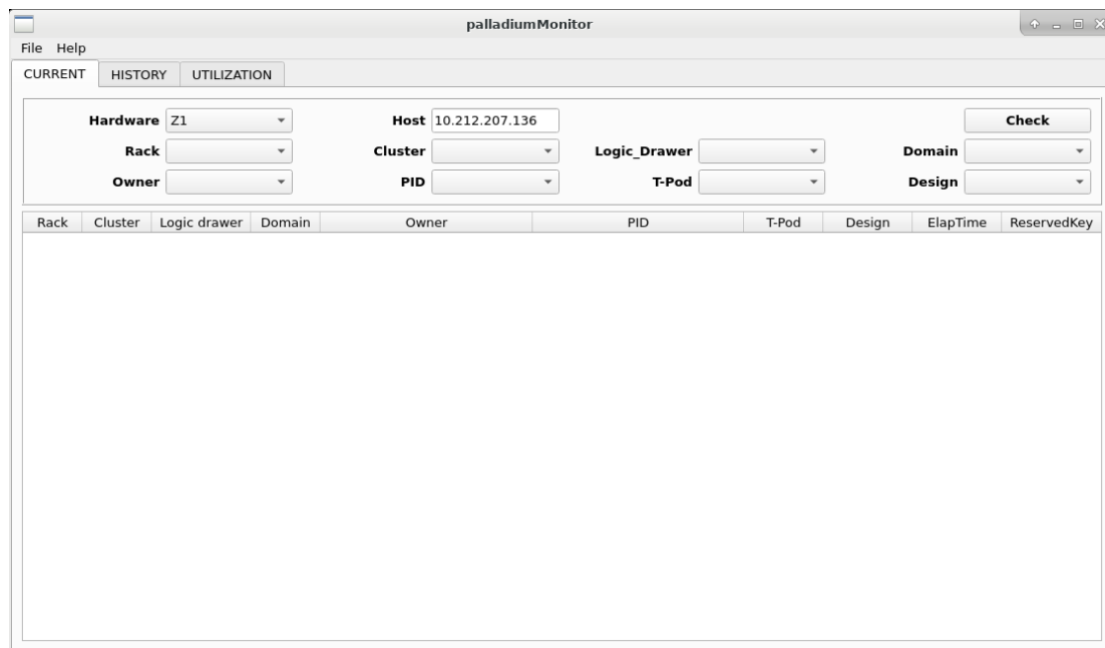 palladiumMonitor
File Help
CURRENT HISTORY UTILIZATION
Hardware Z1 Host 10.212.207.136 Check
Rack Cluster Logic_Drawer Domain
Owner PID T-Pod Design
Rack Cluster Logic drawer Domain Owner PID T-Pod Design ElapTime ReservedKey